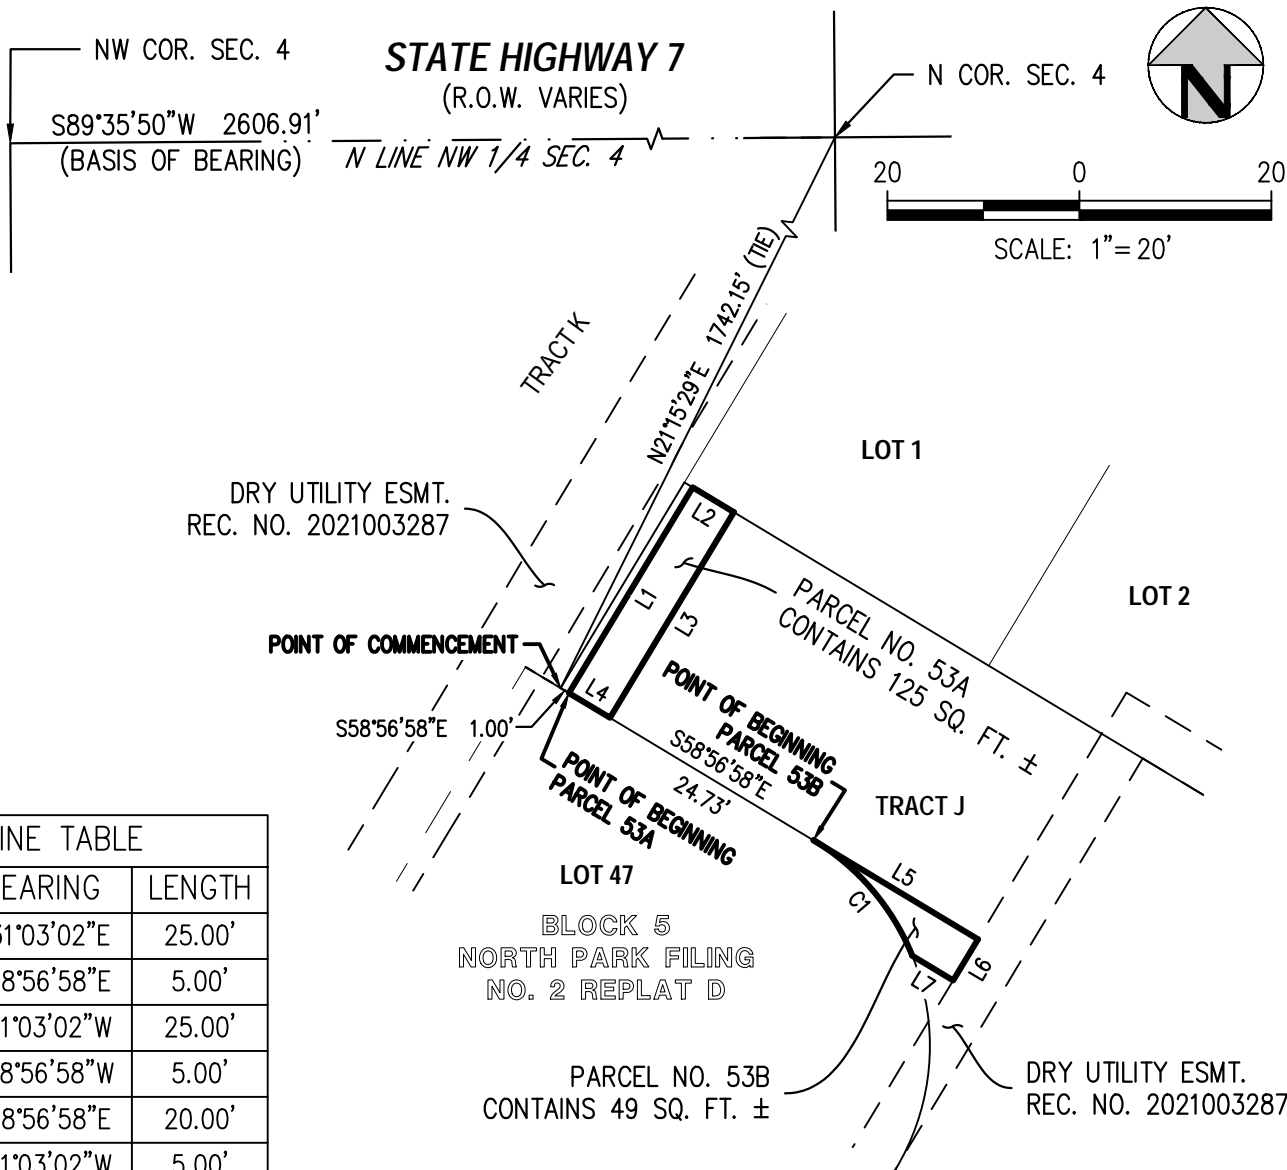 NW COR. SEC. 4
STATE HIGHWAY 7
(R.O.W. VARIES)
N COR. SEC. 4
N
S89°35'50"W 2606.91'
(BASIS OF BEARING)
N LINE NW 1/4 SEC. 4
20 0 20
SCALE: 1"=20'
N21°15'29"E 1742.15' (TIE)
TRACT K
LOT 1
DRY UTILITY ESMT.
REC. NO. 2021003287
L2
L1
L3
L4
LOT 2
PARCEL NO. 53A
CONTAINS 125 SQ. FT. ±
POINT OF COMMENCEMENT
S58°56'58"E 1.00'
POINT OF BEGINNING
PARCEL 53B
S58°56'58"E
24.73'
POINT OF BEGINNING
PARCEL 53A
TRACT J
LOT 47
L5
C1
L6
L7
BLOCK 5
NORTH PARK FILING
NO. 2 REPLAT D
PARCEL NO. 53B
CONTAINS 49 SQ. FT. ±
DRY UTILITY ESMT.
REC. NO. 2021003287
INE TABLE
EARING LENGTH
1°03'02"E 25.00'
8°56'58"E 5.00'
1°03'02"W 25.00'
8°56'58"W 5.00'
8°56'58"E 20.00'
1°03'02"W 5.00'